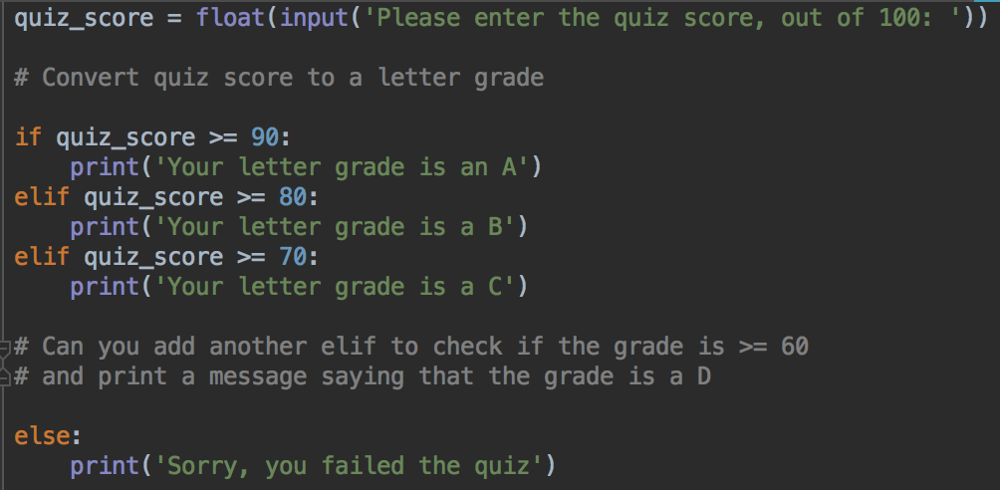 quiz_score = float(input('Please enter the quiz score, out of 100: '))
# Convert quiz score to a letter grade
if quiz_score >= 90:
    print('Your letter grade is an A')
elif quiz_score >= 80:
    print('Your letter grade is a B')
elif quiz_score >= 70:
    print('Your letter grade is a C')
# Can you add another elif to check if the grade is >= 60
# and print a message saying that the grade is a D
else:
    print('Sorry, you failed the quiz')